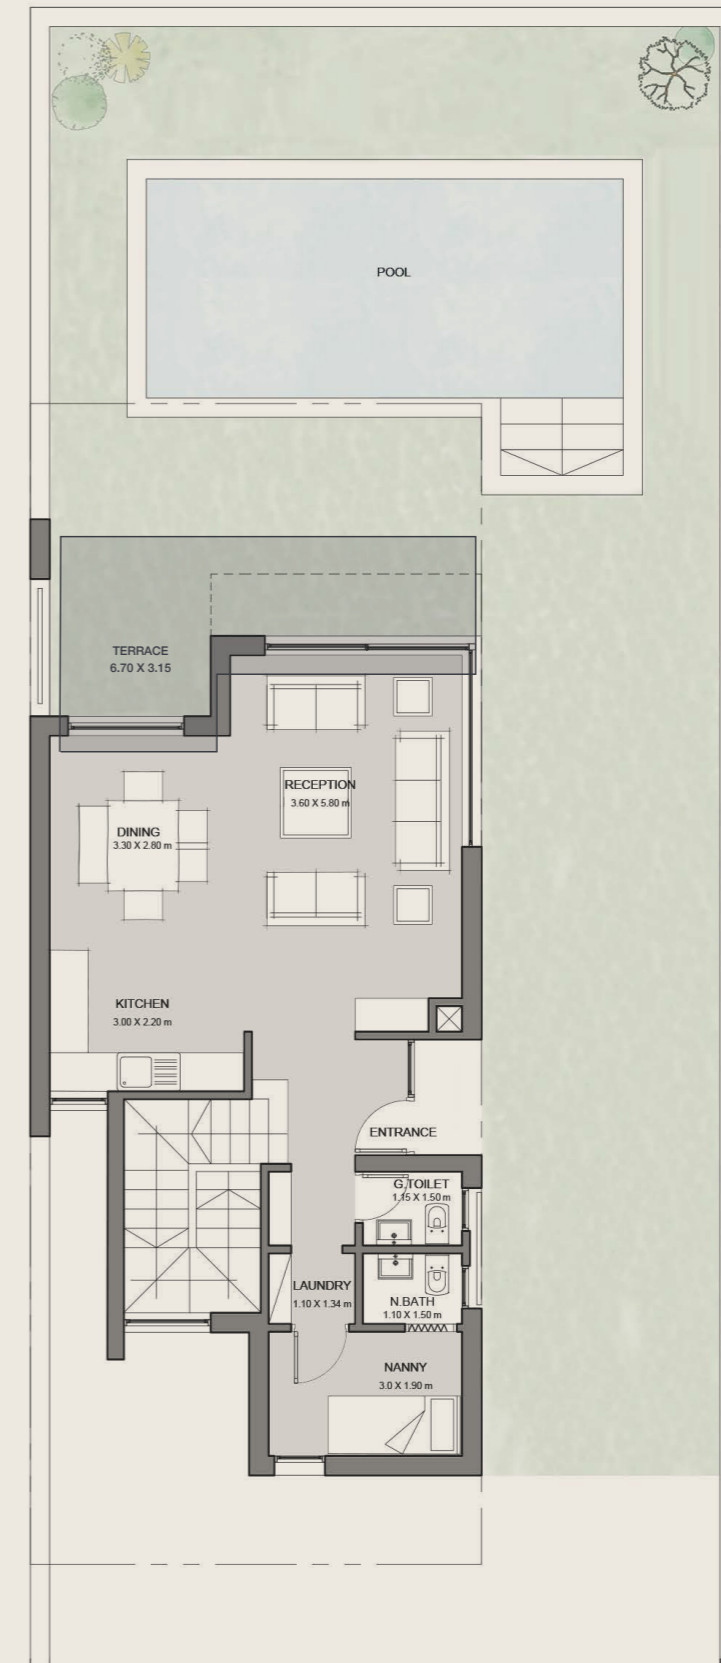 POOL
TERRACE
6.70 X 3.15
RECEPTION
3.60 X 5.80 m
DINING
3.30 X 2.80 m
KITCHEN
3.00 X 2.20 m
ENTRANCE
G.TOILET
1.15 X 1.50 m
LAUNDRY
1.10 X 1.34 m
N.BATH
1.10 X 1.50 m
NANNY
3.0 X 1.90 m